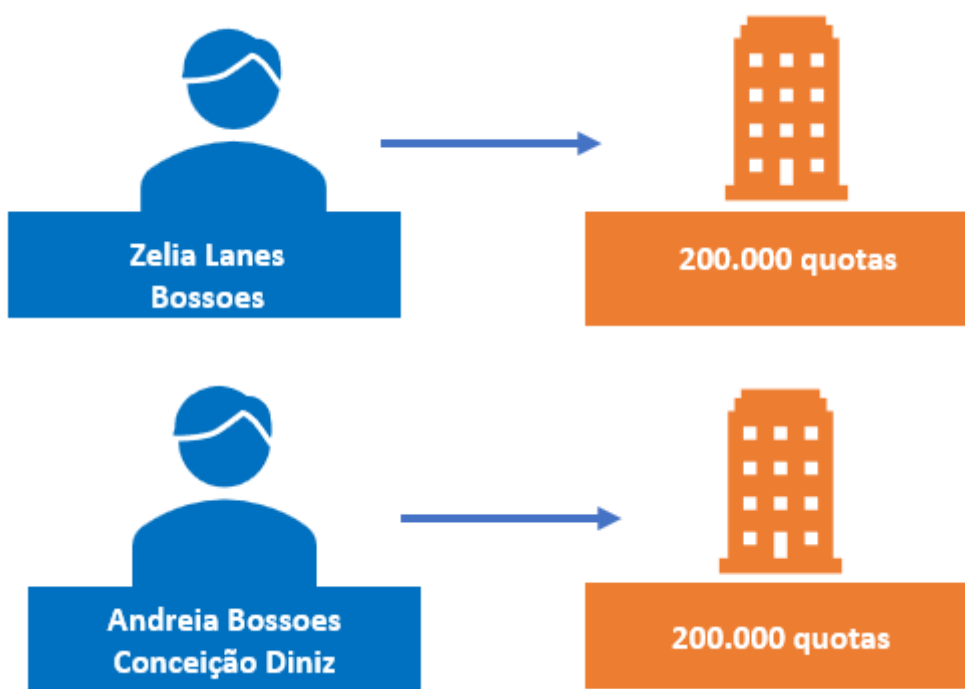 Zelia Lanes
Bossoes
200.000 quotas
Andreia Bossoes
Conceição Diniz
200.000 quotas